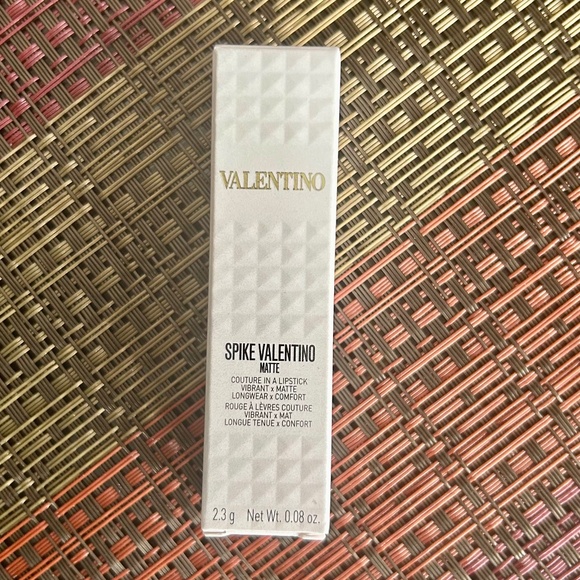 VALENTINO
SPIKE VALENTINO
MATTE
COUTURE IN A LIPSTICK
VIBRANT x MATTE
LONGWEAR x COMFORT
ROUGE À LÈVRES COUTURE
VIBRANT x MAT
LONGUE TENUE x CONFORT
2.3 g Net Wt. 0.08 oz.